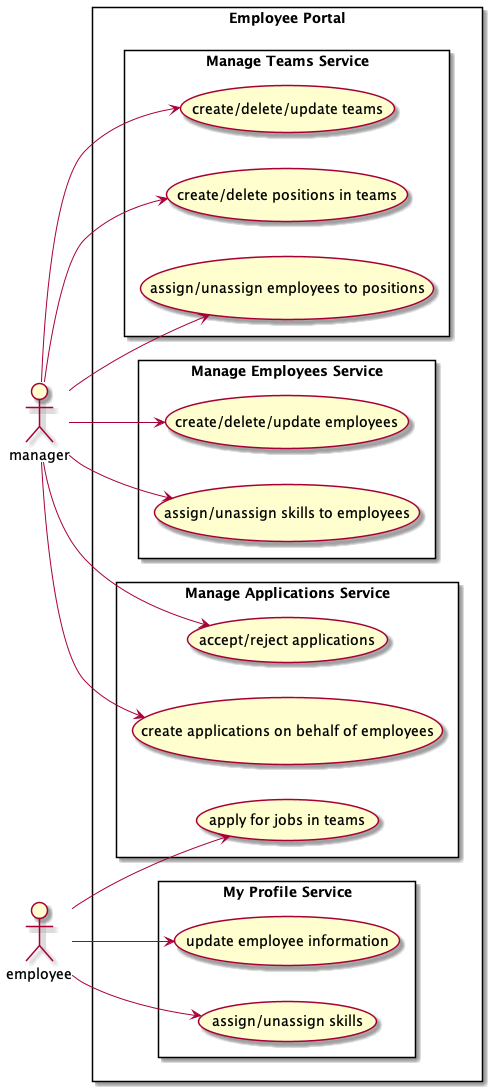 Employee Portal
Manage Teams Service
create/delete/update teams
create/delete positions in teams
assign/unassign employees to positions
Manage Employees Service
create/delete/update employees
manager
assign/unassign skills to employees
Manage Applications Service
accept/reject applications
create applications on behalf of employees
apply for jobs in teams
My Profile Service
update employee information
employee
assign/unassign skills